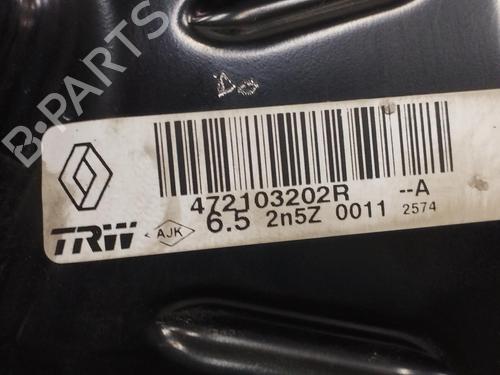 B-PARTS
472103202R --A
TRW AJK 6.5 2n5Z 0011 2574